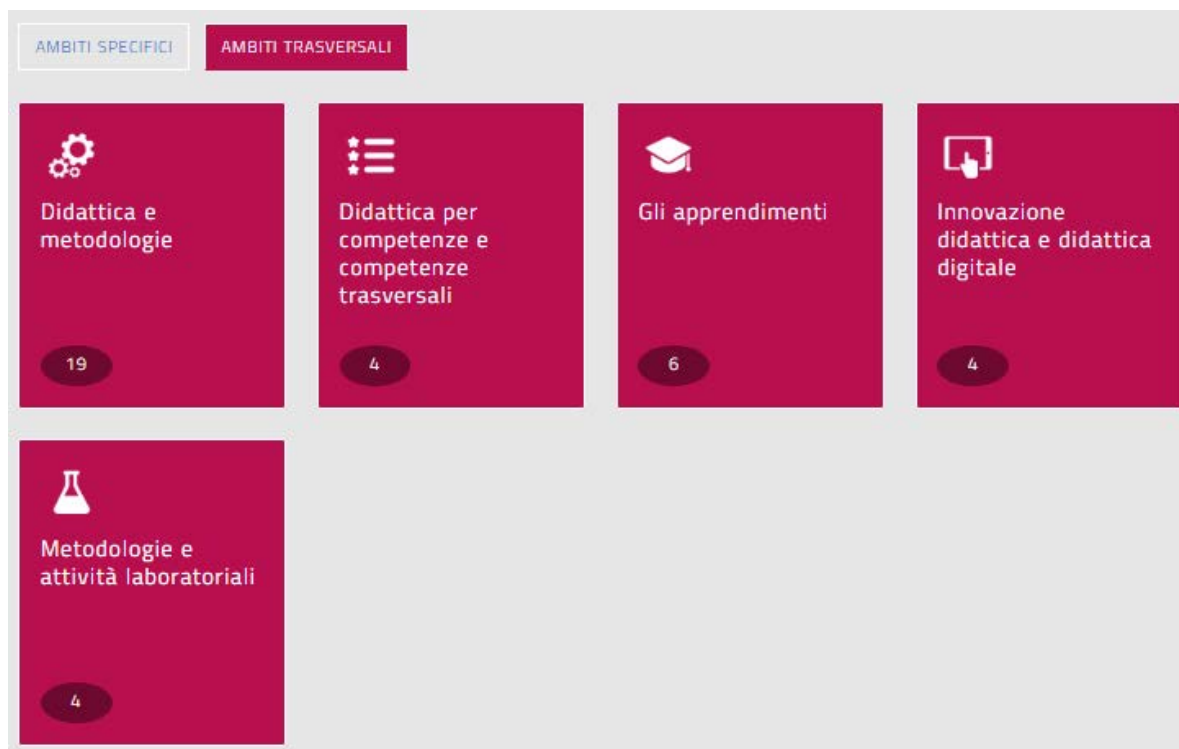 AMBITI SPECIFICI
AMBITI TRASVERSALI
Didattica e
metodologie
19
Didattica per
competenze e
competenze
trasversali
4
Gli apprendimenti
6
Innovazione
didattica e didattica
digitale
4
Metodologie e
attività laboratoriali
4